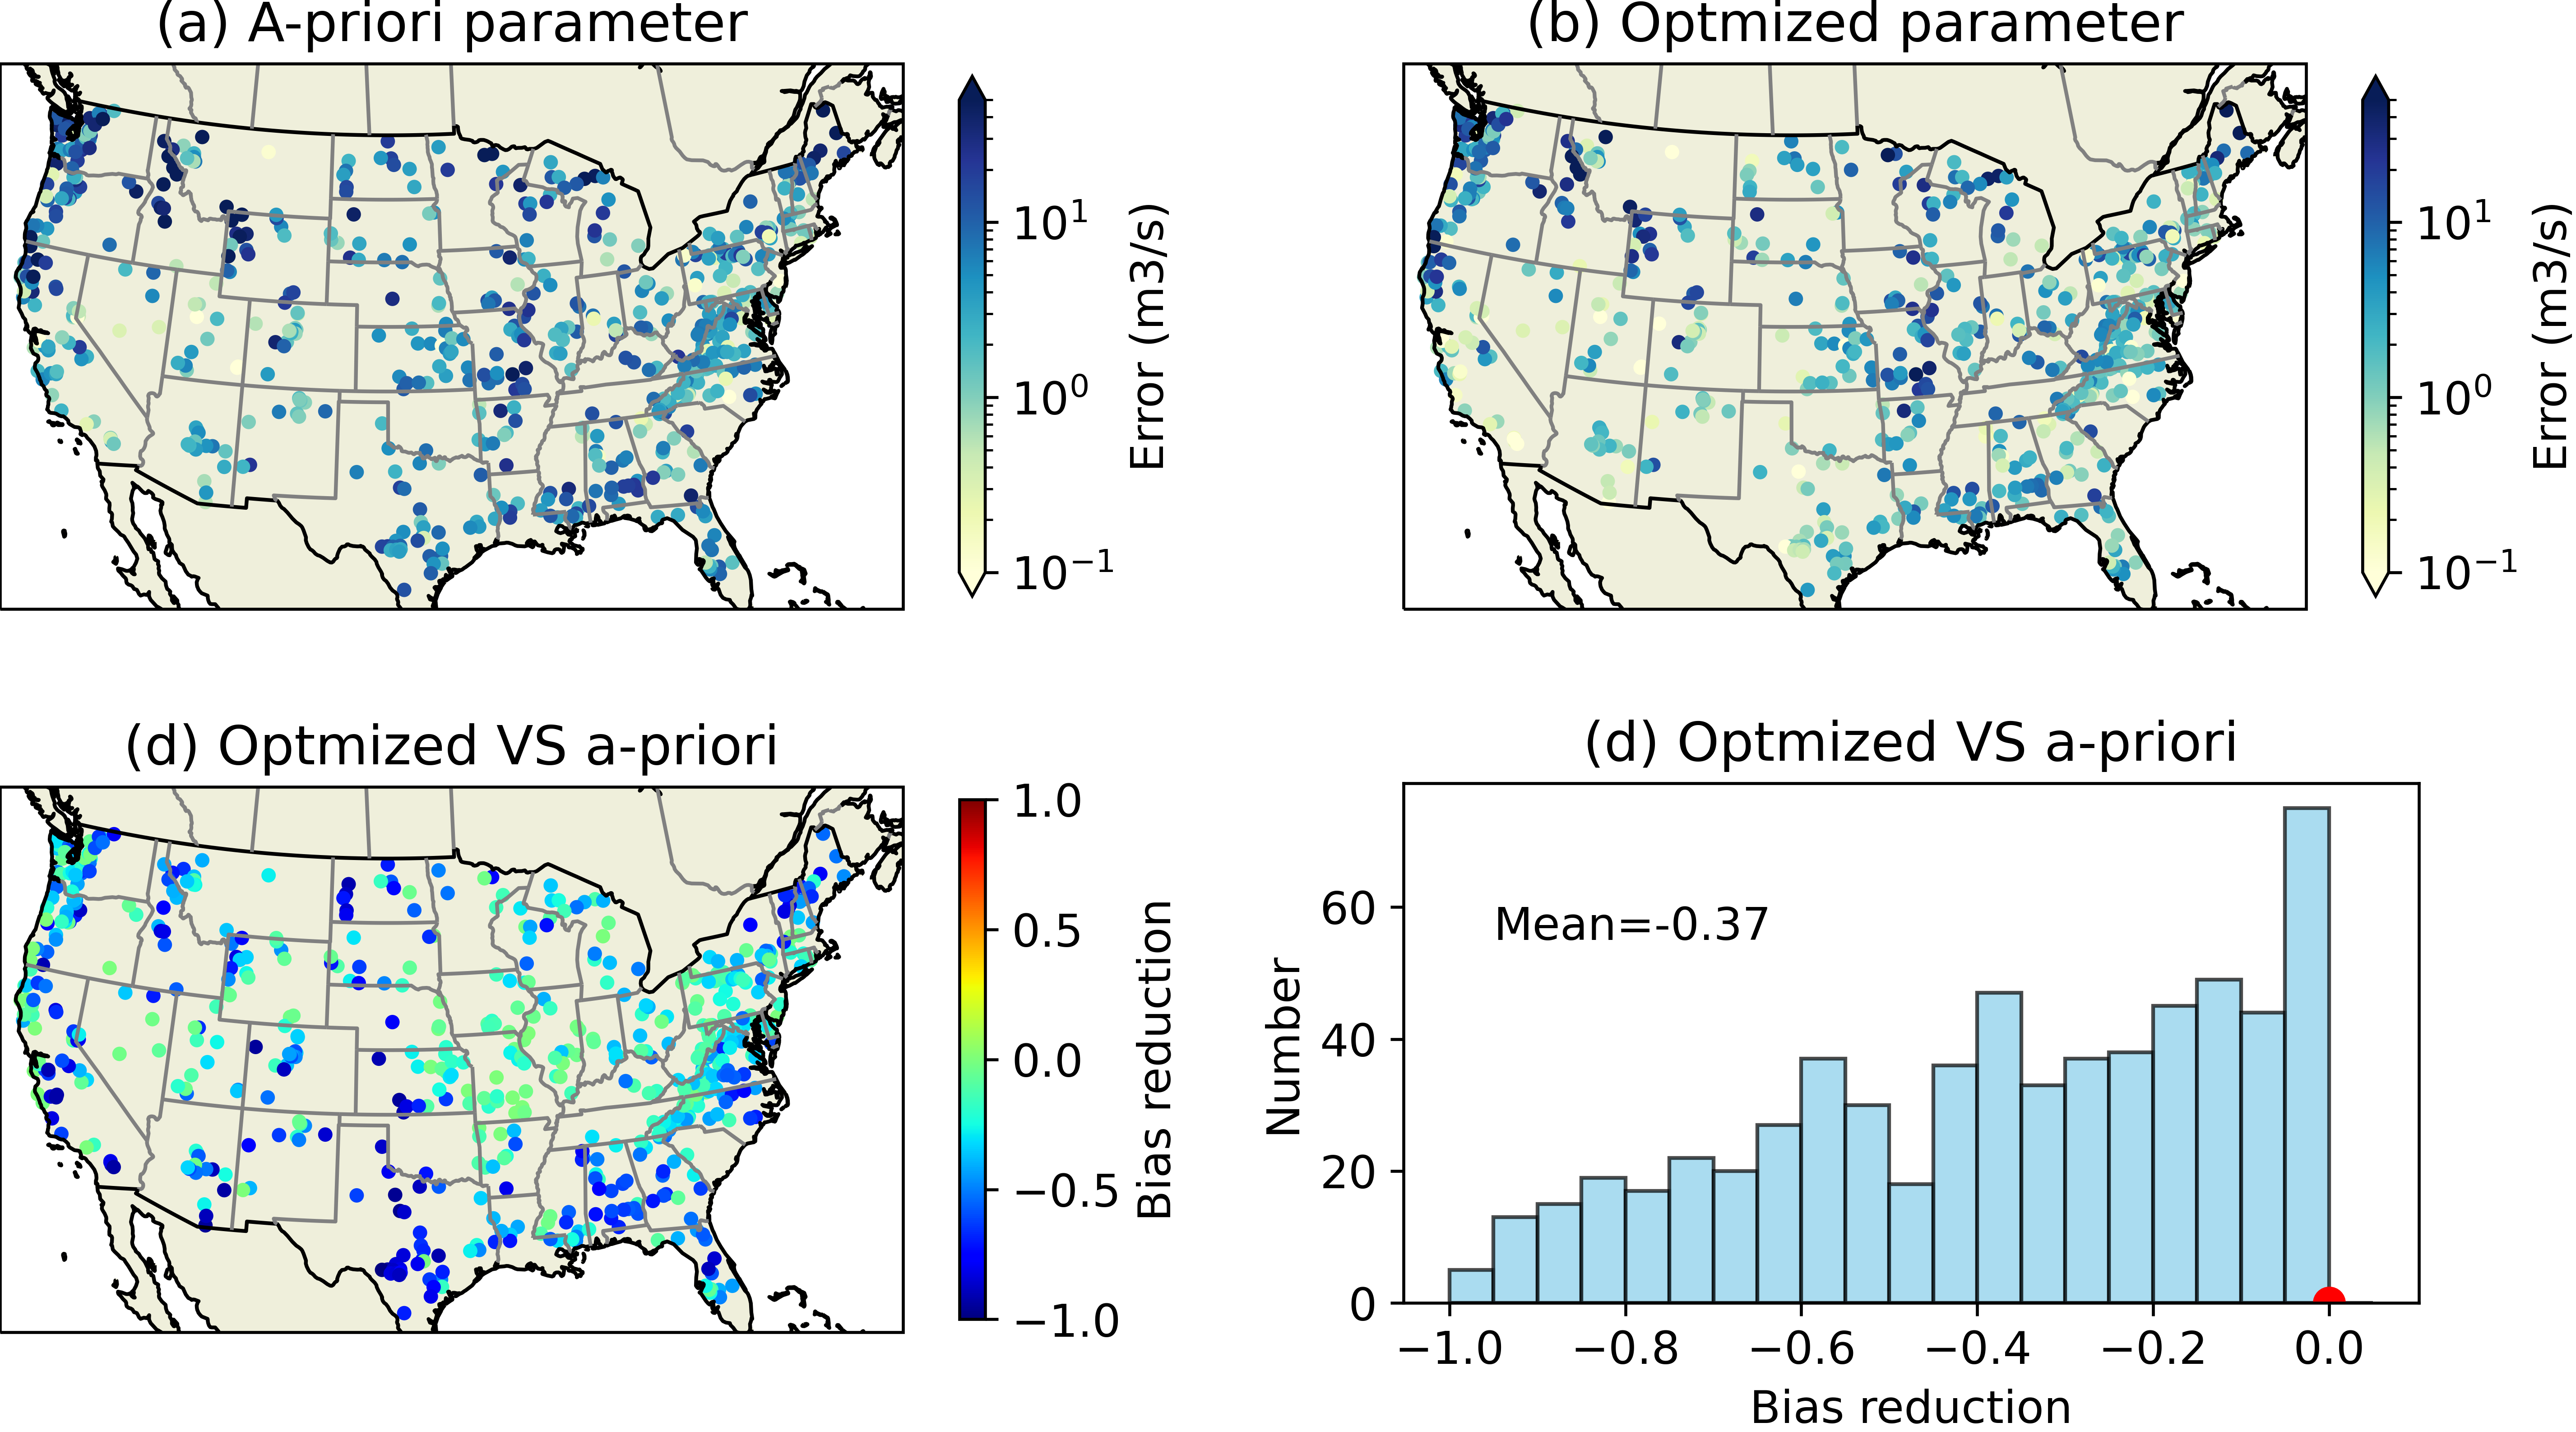 (a) A-priori parameter
(b) Optmized parameter
10¹
10⁰
10⁻¹
Error (m3/s)
10¹
10⁰
10⁻¹
Error (m3/s)
(d) Optmized VS a-priori
1.0
0.5
0.0
−0.5
−1.0
Bias reduction
(d) Optmized VS a-priori
Mean=-0.37
60
40
20
0
Number
−1.0 −0.8 −0.6 −0.4 −0.2 0.0
Bias reduction